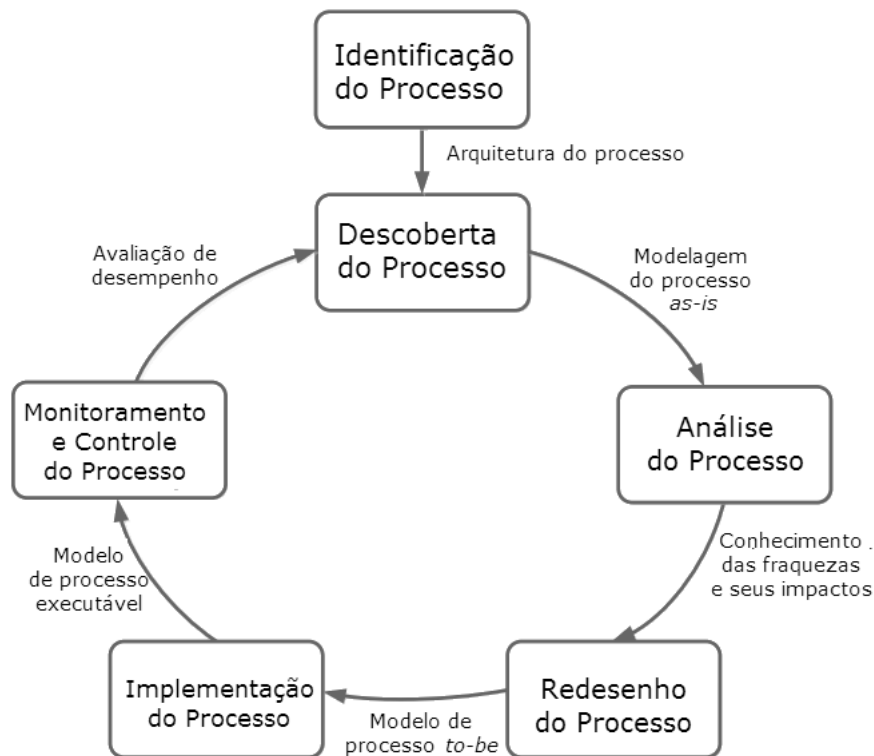 Identificação
do Processo
Arquitetura do processo
Descoberta
do Processo
Modelagem
do processo
as-is
Análise
do Processo
Conhecimento
das fraquezas
e seus impactos
Redesenho
do Processo
Modelo de
processo to-be
Implementação
do Processo
Modelo
de processo
executável
Monitoramento
e Controle
do Processo
Avaliação de
desempenho